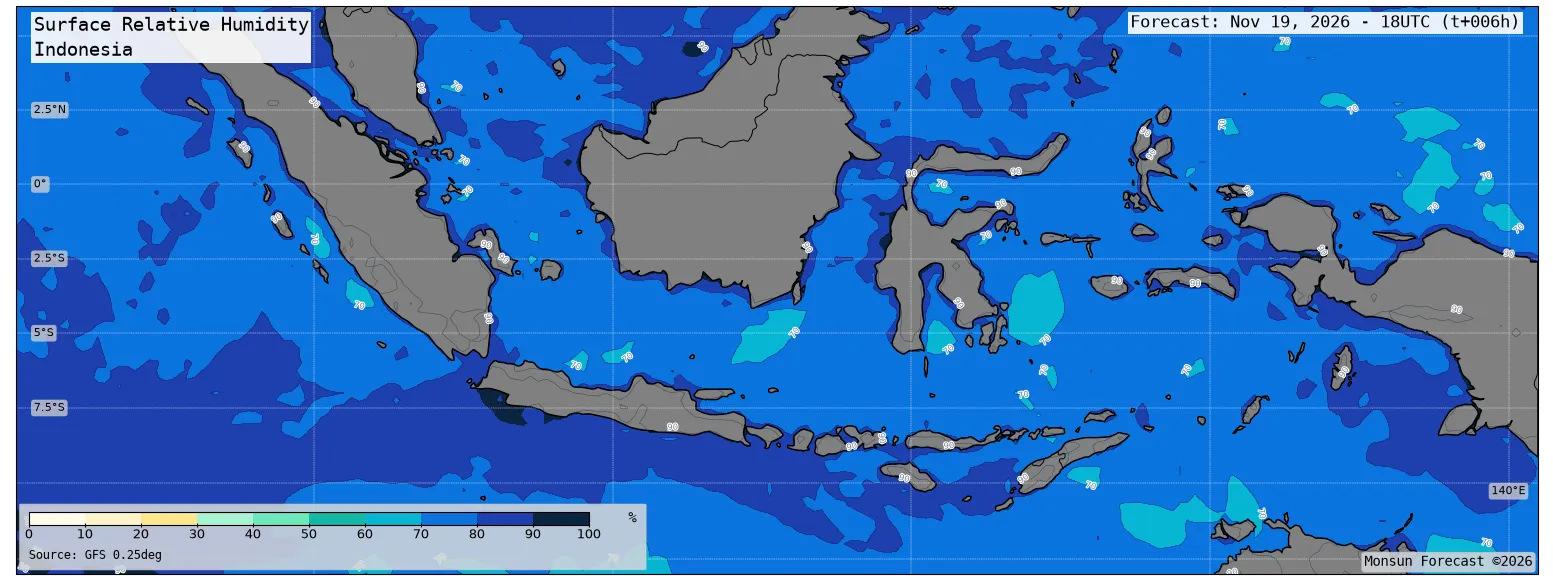 Surface Relative Humidity
Indonesia
Forecast: Nov 19, 2026 - 18UTC (t+006h)
2.5°N
0°
2.5°S
5°S
7.5°S
140°E
0 10 20 30 40 50 60 70 80 90 100 %
Source: GFS 0.25deg
Monsun Forecast ©2026